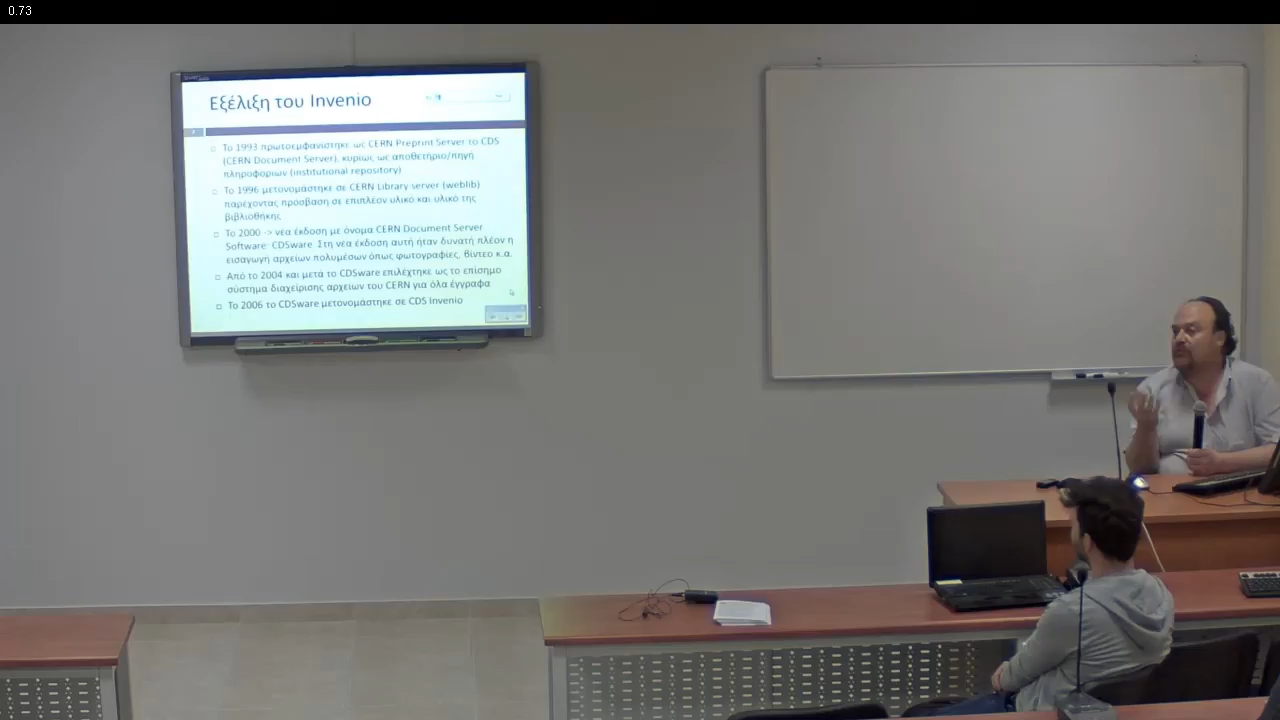 0.73
Εξέλιξη του Invenio
Το 1993 πρωτοεμφανίστηκε ως CERN Preprint Server το CDS
(CERN Document Server), κυρίως ως αποθετήριο/πηγή
πληροφοριών (institutional repository)
Το 1996 μετονομάστηκε σε CERN Library server (weblib)
παρέχοντας πρόσβαση σε επιπλέον υλικό και υλικό της
βιβλιοθήκης
Το 2000 -> νέα έκδοση με όνομα CERN Document Server
Software: CDSware. Στη νέα έκδοση αυτή ήταν δυνατή πλέον η
εισαγωγή αρχείων πολυμέσων όπως φωτογραφίες, βίντεο κ.α.
Από το 2004 και μετά το CDSware επιλέχτηκε ως το επίσημο
σύστημα διαχείρισης αρχείων του CERN για όλα έγγραφα
Το 2006 το CDSware μετονομάστηκε σε CDS Invenio